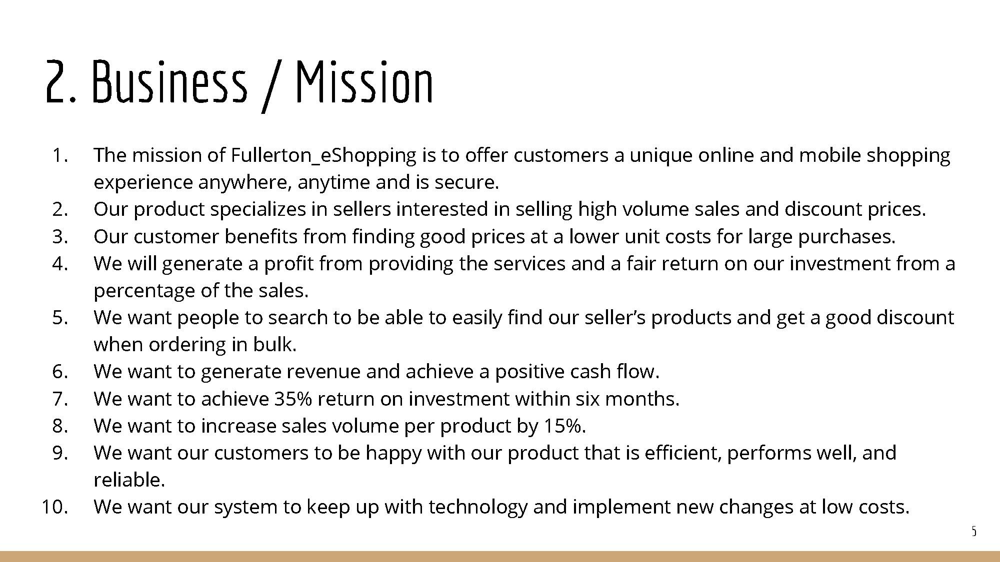 2. Business / Mission
1. The mission of Fullerton_eShopping is to offer customers a unique online and mobile shopping
experience anywhere, anytime and is secure.
2. Our product specializes in sellers interested in selling high volume sales and discount prices.
3. Our customer benefits from finding good prices at a lower unit costs for large purchases.
4. We will generate a profit from providing the services and a fair return on our investment from a
percentage of the sales.
5. We want people to search to be able to easily find our seller’s products and get a good discount
when ordering in bulk.
6. We want to generate revenue and achieve a positive cash flow.
7. We want to achieve 35% return on investment within six months.
8. We want to increase sales volume per product by 15%.
9. We want our customers to be happy with our product that is efficient, performs well, and
reliable.
10. We want our system to keep up with technology and implement new changes at low costs.
5